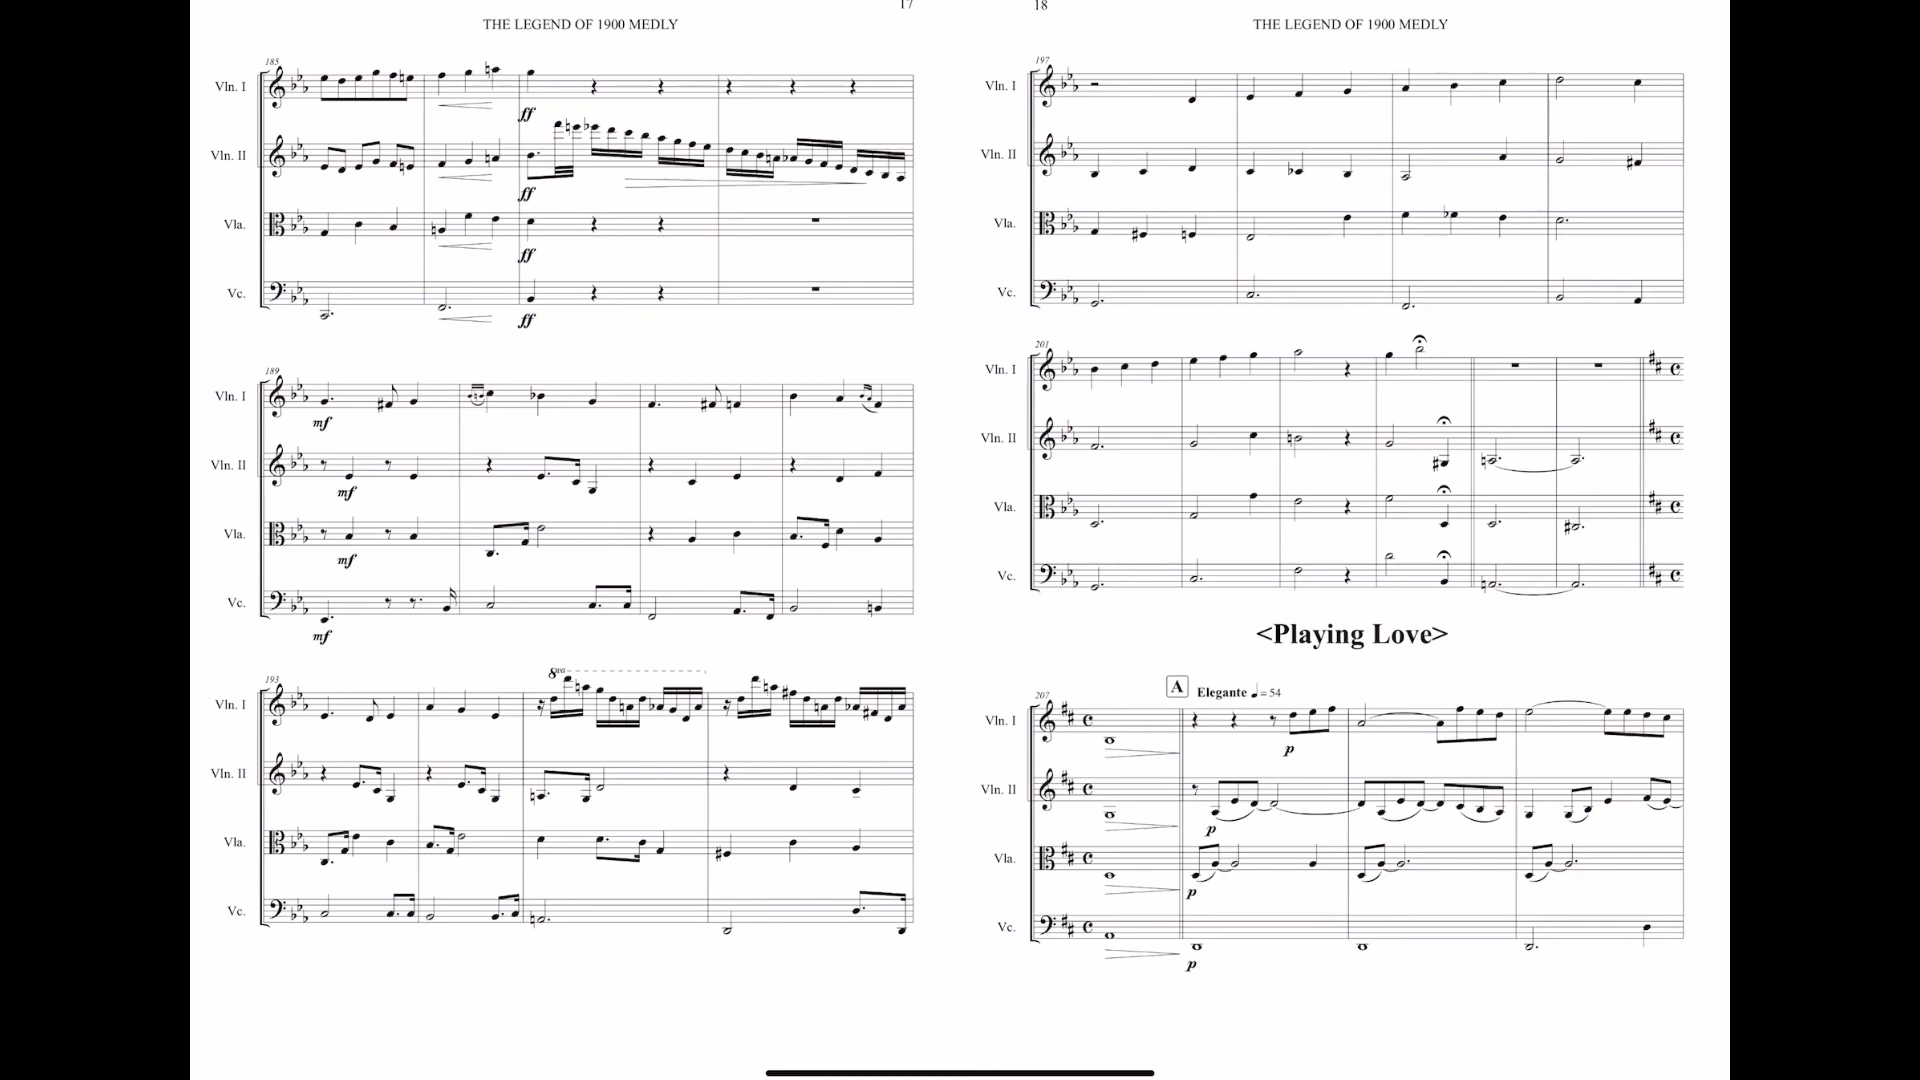 17
THE LEGEND OF 1900 MEDLY
185
Vln. I
ff
Vln. II
ff
Vla.
ff
Vc.
ff
189
Vln. I
mf
Vln. II
mf
Vla.
mf
Vc.
mf
193
8va
Vln. I
Vln. II
Vla.
Vc.
18
THE LEGEND OF 1900 MEDLY
197
Vln. I
Vln. II
Vla.
Vc.
201
Vln. I
Vln. II
Vla.
Vc.
<Playing Love>
207
A Elegante ♩ = 54
Vln. I
p
Vln. II
p
Vla.
p
Vc.
p